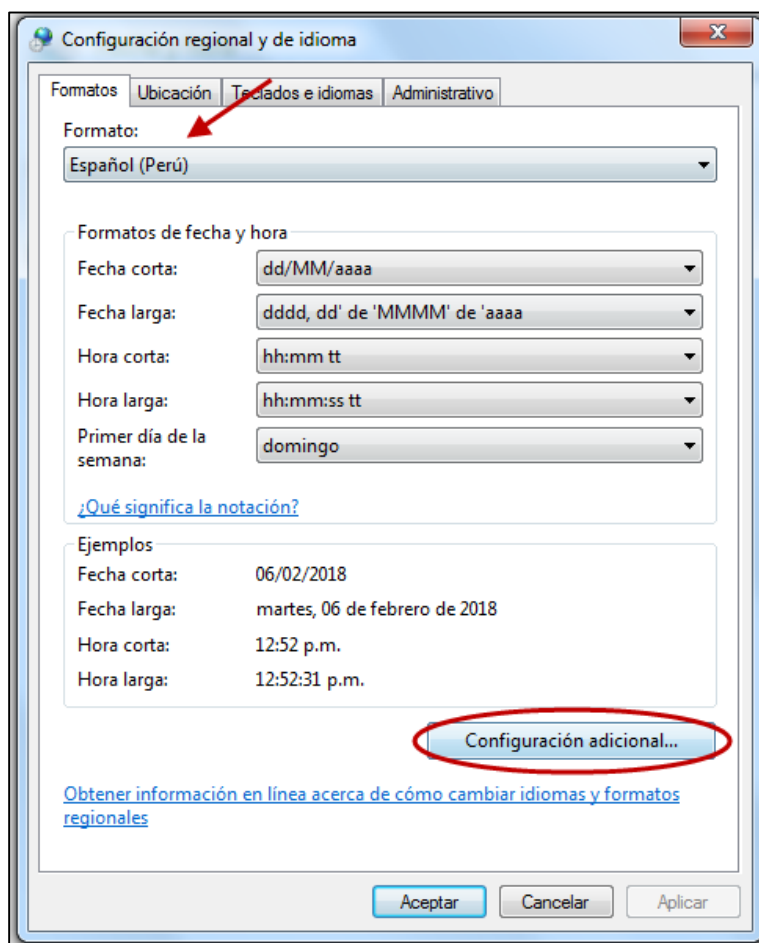 Configuración regional y de idioma
Formatos Ubicación Teclados e idiomas Administrativo
Formato:
Español (Perú)
Formatos de fecha y hora
Fecha corta: dd/MM/aaaa
Fecha larga: dddd, dd' de 'MMMM' de 'aaaa
Hora corta: hh:mm tt
Hora larga: hh:mm:ss tt
Primer día de la
semana: domingo
¿Qué significa la notación?
Ejemplos
Fecha corta: 06/02/2018
Fecha larga: martes, 06 de febrero de 2018
Hora corta: 12:52 p.m.
Hora larga: 12:52:31 p.m.
Configuración adicional...
Obtener información en línea acerca de cómo cambiar idiomas y formatos
regionales
Aceptar Cancelar Aplicar